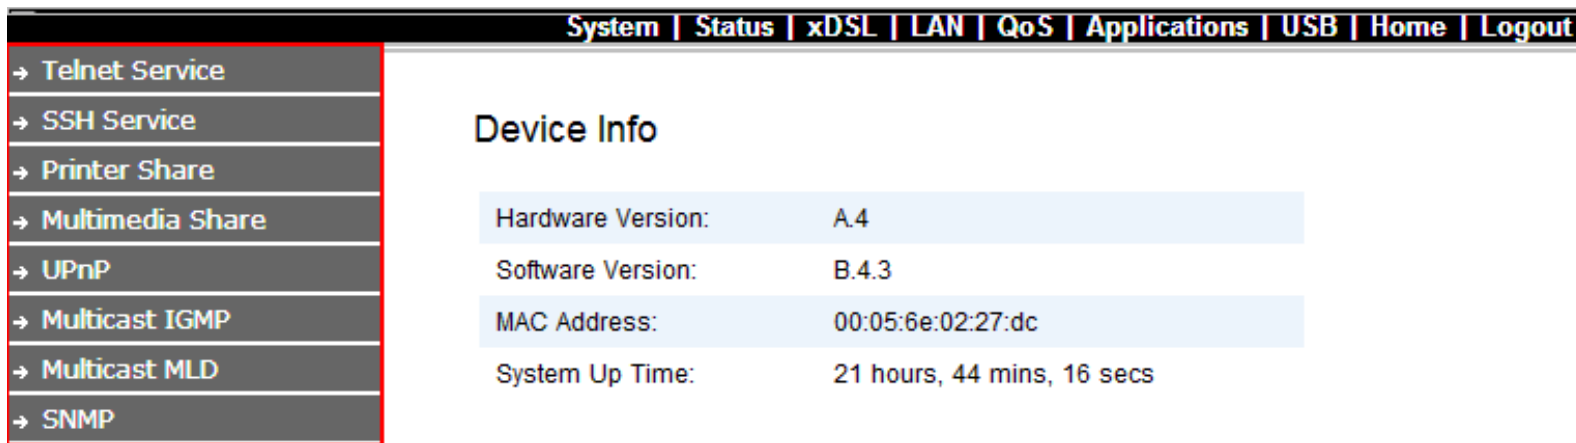 System | Status | xDSL | LAN | QoS | Applications | USB | Home | Logout
Telnet Service
SSH Service
Printer Share
Multimedia Share
UPnP
Multicast IGMP
Multicast MLD
SNMP
Device Info
Hardware Version: A.4
Software Version: B.4.3
MAC Address: 00:05:6e:02:27:dc
System Up Time: 21 hours, 44 mins, 16 secs